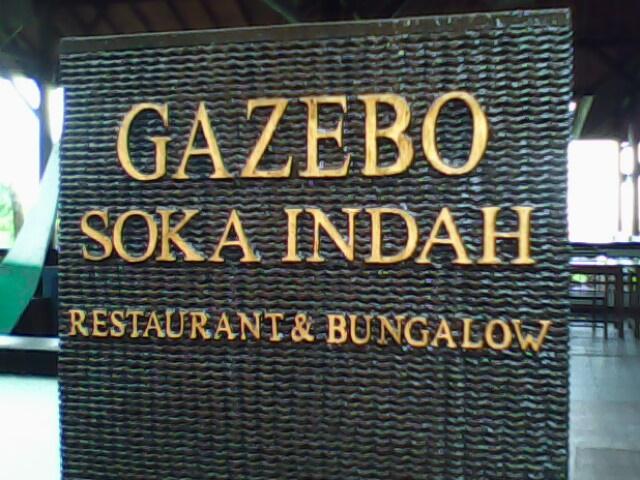 GAZEBO
SOKA INDAH
RESTAURANT & BUNGALOW